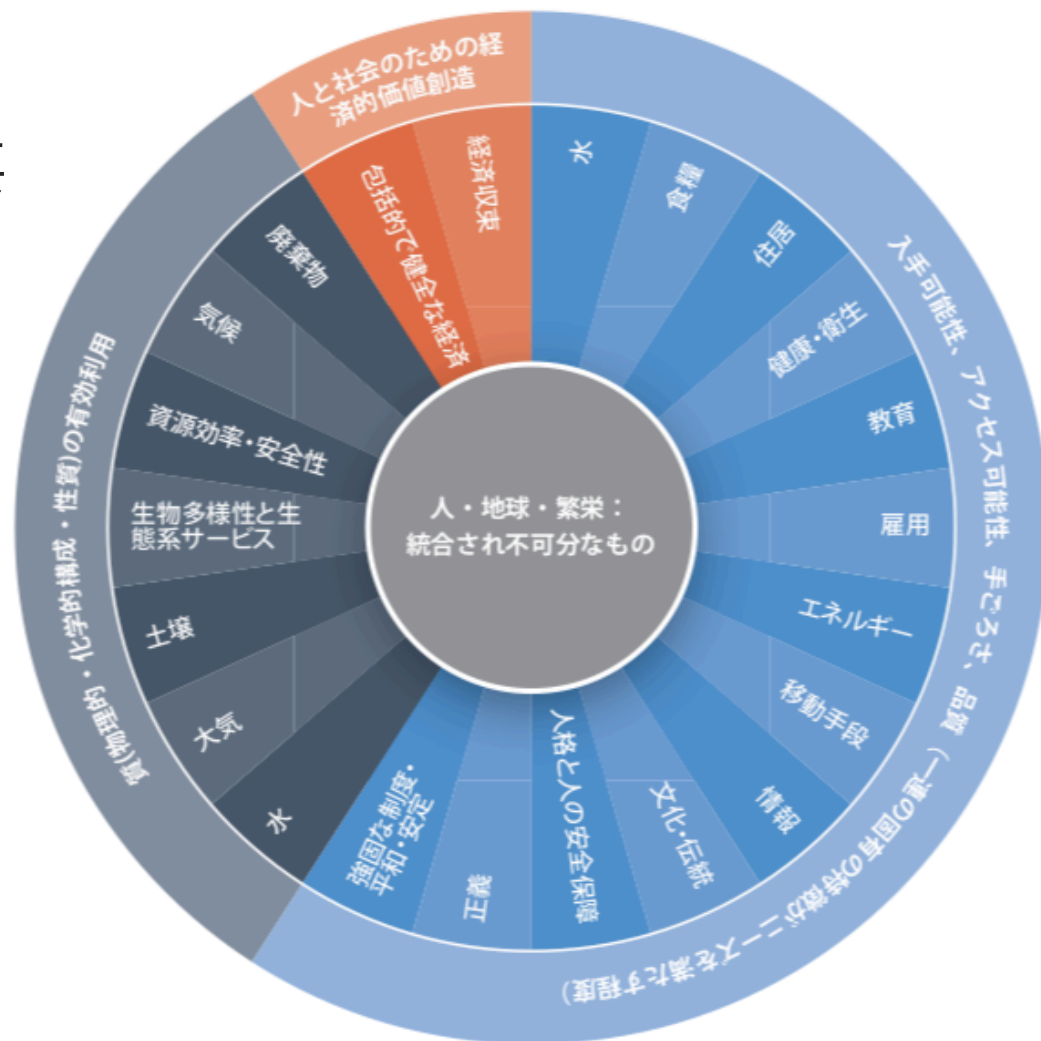 人と社会のための経
済的価値創造
入手可能性、アクセス可能性、手ごろさ、品質（一連の固有の特徴がニーズを満たす程度）
質(物理的・化学的構成・性質)の有効利用
水
食糧
住居
健康・衛生
教育
雇用
エネルギー
移動手段
情報
文化・伝統
人格と人の安全保障
正義
強固な制度・
平和・安定
水
大気
土壌
生物多様性と生
態系サービス
資源効率・安全性
気候
廃棄物
包括的で健全な経済
経済収束
人・地球・繁栄：
統合され不可分なもの